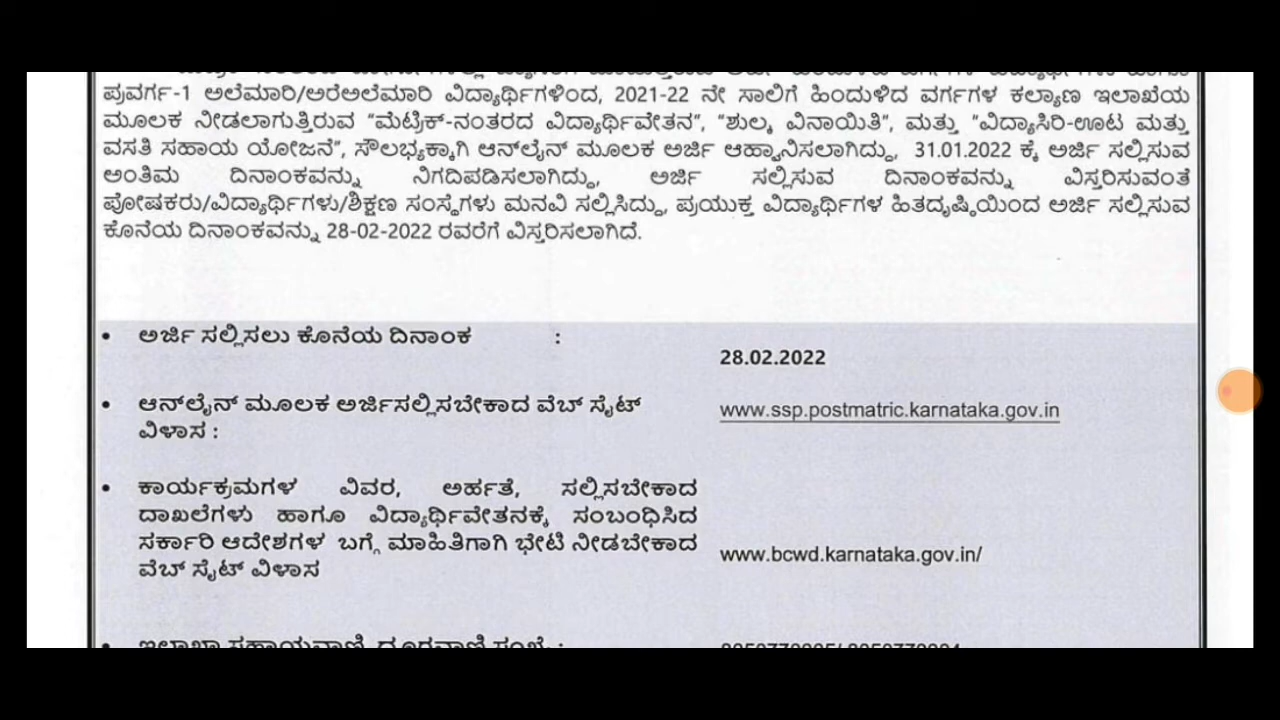 ಪ್ರವರ್ಗ-1 ಅಲೆಮಾರಿ/ಅರೆಅಲೆಮಾರಿ ವಿದ್ಯಾರ್ಥಿಗಳಿಂದ, 2021-22 ನೇ ಸಾಲಿಗೆ ಹಿಂದುಳಿದ ವರ್ಗಗಳ ಕಲ್ಯಾಣ ಇಲಾಖೆಯ
ಮೂಲಕ ನೀಡಲಾಗುತ್ತಿರುವ "ಮೆಟ್ರಿಕ್-ನಂತರದ ವಿದ್ಯಾರ್ಥಿವೇತನ", "ಶುಲ್ಕ ವಿನಾಯಿತಿ", ಮತ್ತು "ವಿದ್ಯಾಸಿರಿ-ಊಟ ಮತ್ತು
ವಸತಿ ಸಹಾಯ ಯೋಜನೆ", ಸೌಲಭ್ಯಕ್ಕಾಗಿ ಆನ್‌ಲೈನ್ ಮೂಲಕ ಅರ್ಜಿ ಆಹ್ವಾನಿಸಲಾಗಿದ್ದು, 31.01.2022 ಕ್ಕೆ ಅರ್ಜಿ ಸಲ್ಲಿಸುವ
ಅಂತಿಮ ದಿನಾಂಕವನ್ನು ನಿಗದಿಪಡಿಸಲಾಗಿದ್ದು, ಅರ್ಜಿ ಸಲ್ಲಿಸುವ ದಿನಾಂಕವನ್ನು ವಿಸ್ತರಿಸುವಂತೆ
ಪೋಷಕರು/ವಿದ್ಯಾರ್ಥಿಗಳು/ಶಿಕ್ಷಣ ಸಂಸ್ಥೆಗಳು ಮನವಿ ಸಲ್ಲಿಸಿದ್ದು, ಪ್ರಯುಕ್ತ ವಿದ್ಯಾರ್ಥಿಗಳ ಹಿತದೃಷ್ಠಿಯಿಂದ ಅರ್ಜಿ ಸಲ್ಲಿಸುವ
ಕೊನೆಯ ದಿನಾಂಕವನ್ನು 28-02-2022 ರವರೆಗೆ ವಿಸ್ತರಿಸಲಾಗಿದೆ.
• ಅರ್ಜಿ ಸಲ್ಲಿಸಲು ಕೊನೆಯ ದಿನಾಂಕ :
28.02.2022
• ಆನ್‌ಲೈನ್ ಮೂಲಕ ಅರ್ಜಿಸಲ್ಲಿಸಬೇಕಾದ ವೆಬ್ ಸೈಟ್
ವಿಳಾಸ :
www.ssp.postmatric.karnataka.gov.in
• ಕಾರ್ಯಕ್ರಮಗಳ ವಿವರ, ಅರ್ಹತೆ, ಸಲ್ಲಿಸಬೇಕಾದ
ದಾಖಲೆಗಳು ಹಾಗೂ ವಿದ್ಯಾರ್ಥಿವೇತನಕ್ಕೆ ಸಂಬಂಧಿಸಿದ
ಸರ್ಕಾರಿ ಆದೇಶಗಳ ಬಗ್ಗೆ ಮಾಹಿತಿಗಾಗಿ ಭೇಟಿ ನೀಡಬೇಕಾದ
ವೆಬ್ ಸೈಟ್ ವಿಳಾಸ
www.bcwd.karnataka.gov.in/
• ಇಲಾಖಾ ಸಹಾಯವಾಣಿ ದೂರವಾಣಿ ಸಂಖ್ಯೆ :